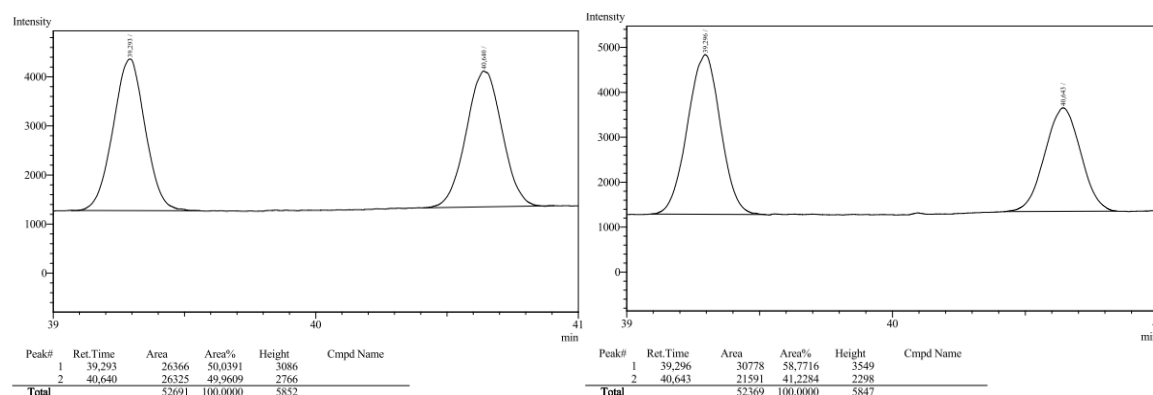 Intensity
39,293 /
40,640 /
4000
3000
2000
1000
0
39
40
41
min
Peak# Ret.Time Area Area% Height Cmpd Name
1 39,293 26366 50,0391 3086
2 40,640 26325 49,9609 2766
Total 52691 100,0000 5852
Intensity
39,296 /
40,643 /
5000
4000
3000
2000
1000
0
39
40
min
Peak# Ret.Time Area Area% Height Cmpd Name
1 39,296 30778 58,7716 3549
2 40,643 21591 41,2284 2298
Total 52369 100,0000 5847